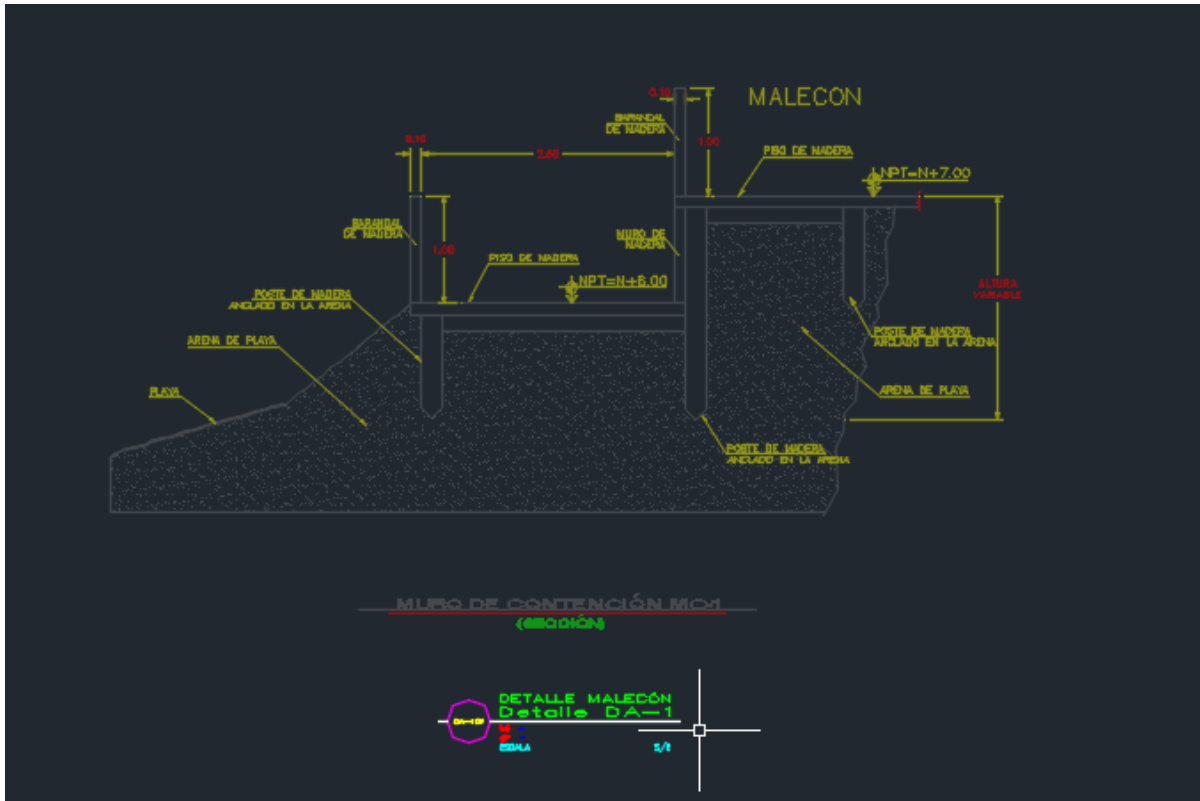 0.10
MALECON
BARANDAL
DE MADERA
1.00
PISO DE MADERA
NPT=N+7.00
0.10
2.60
BARANDAL
DE MADERA
1.00
MURO DE
MADERA
PISO DE MADERA
NPT=N+6.00
ALTURA
VARIABLE
POSTE DE MADERA
ANCLADO EN LA ARENA
ARENA DE PLAYA
POSTE DE MADERA
ANCLADO EN LA ARENA
PLAYA
ARENA DE PLAYA
POSTE DE MADERA
ANCLADO EN LA ARENA
MURO DE CONTENCIÓN MC-1
(SECCIÓN)
DETALLE MALECÓN
Detalle DA-1
ESCALA
S/E